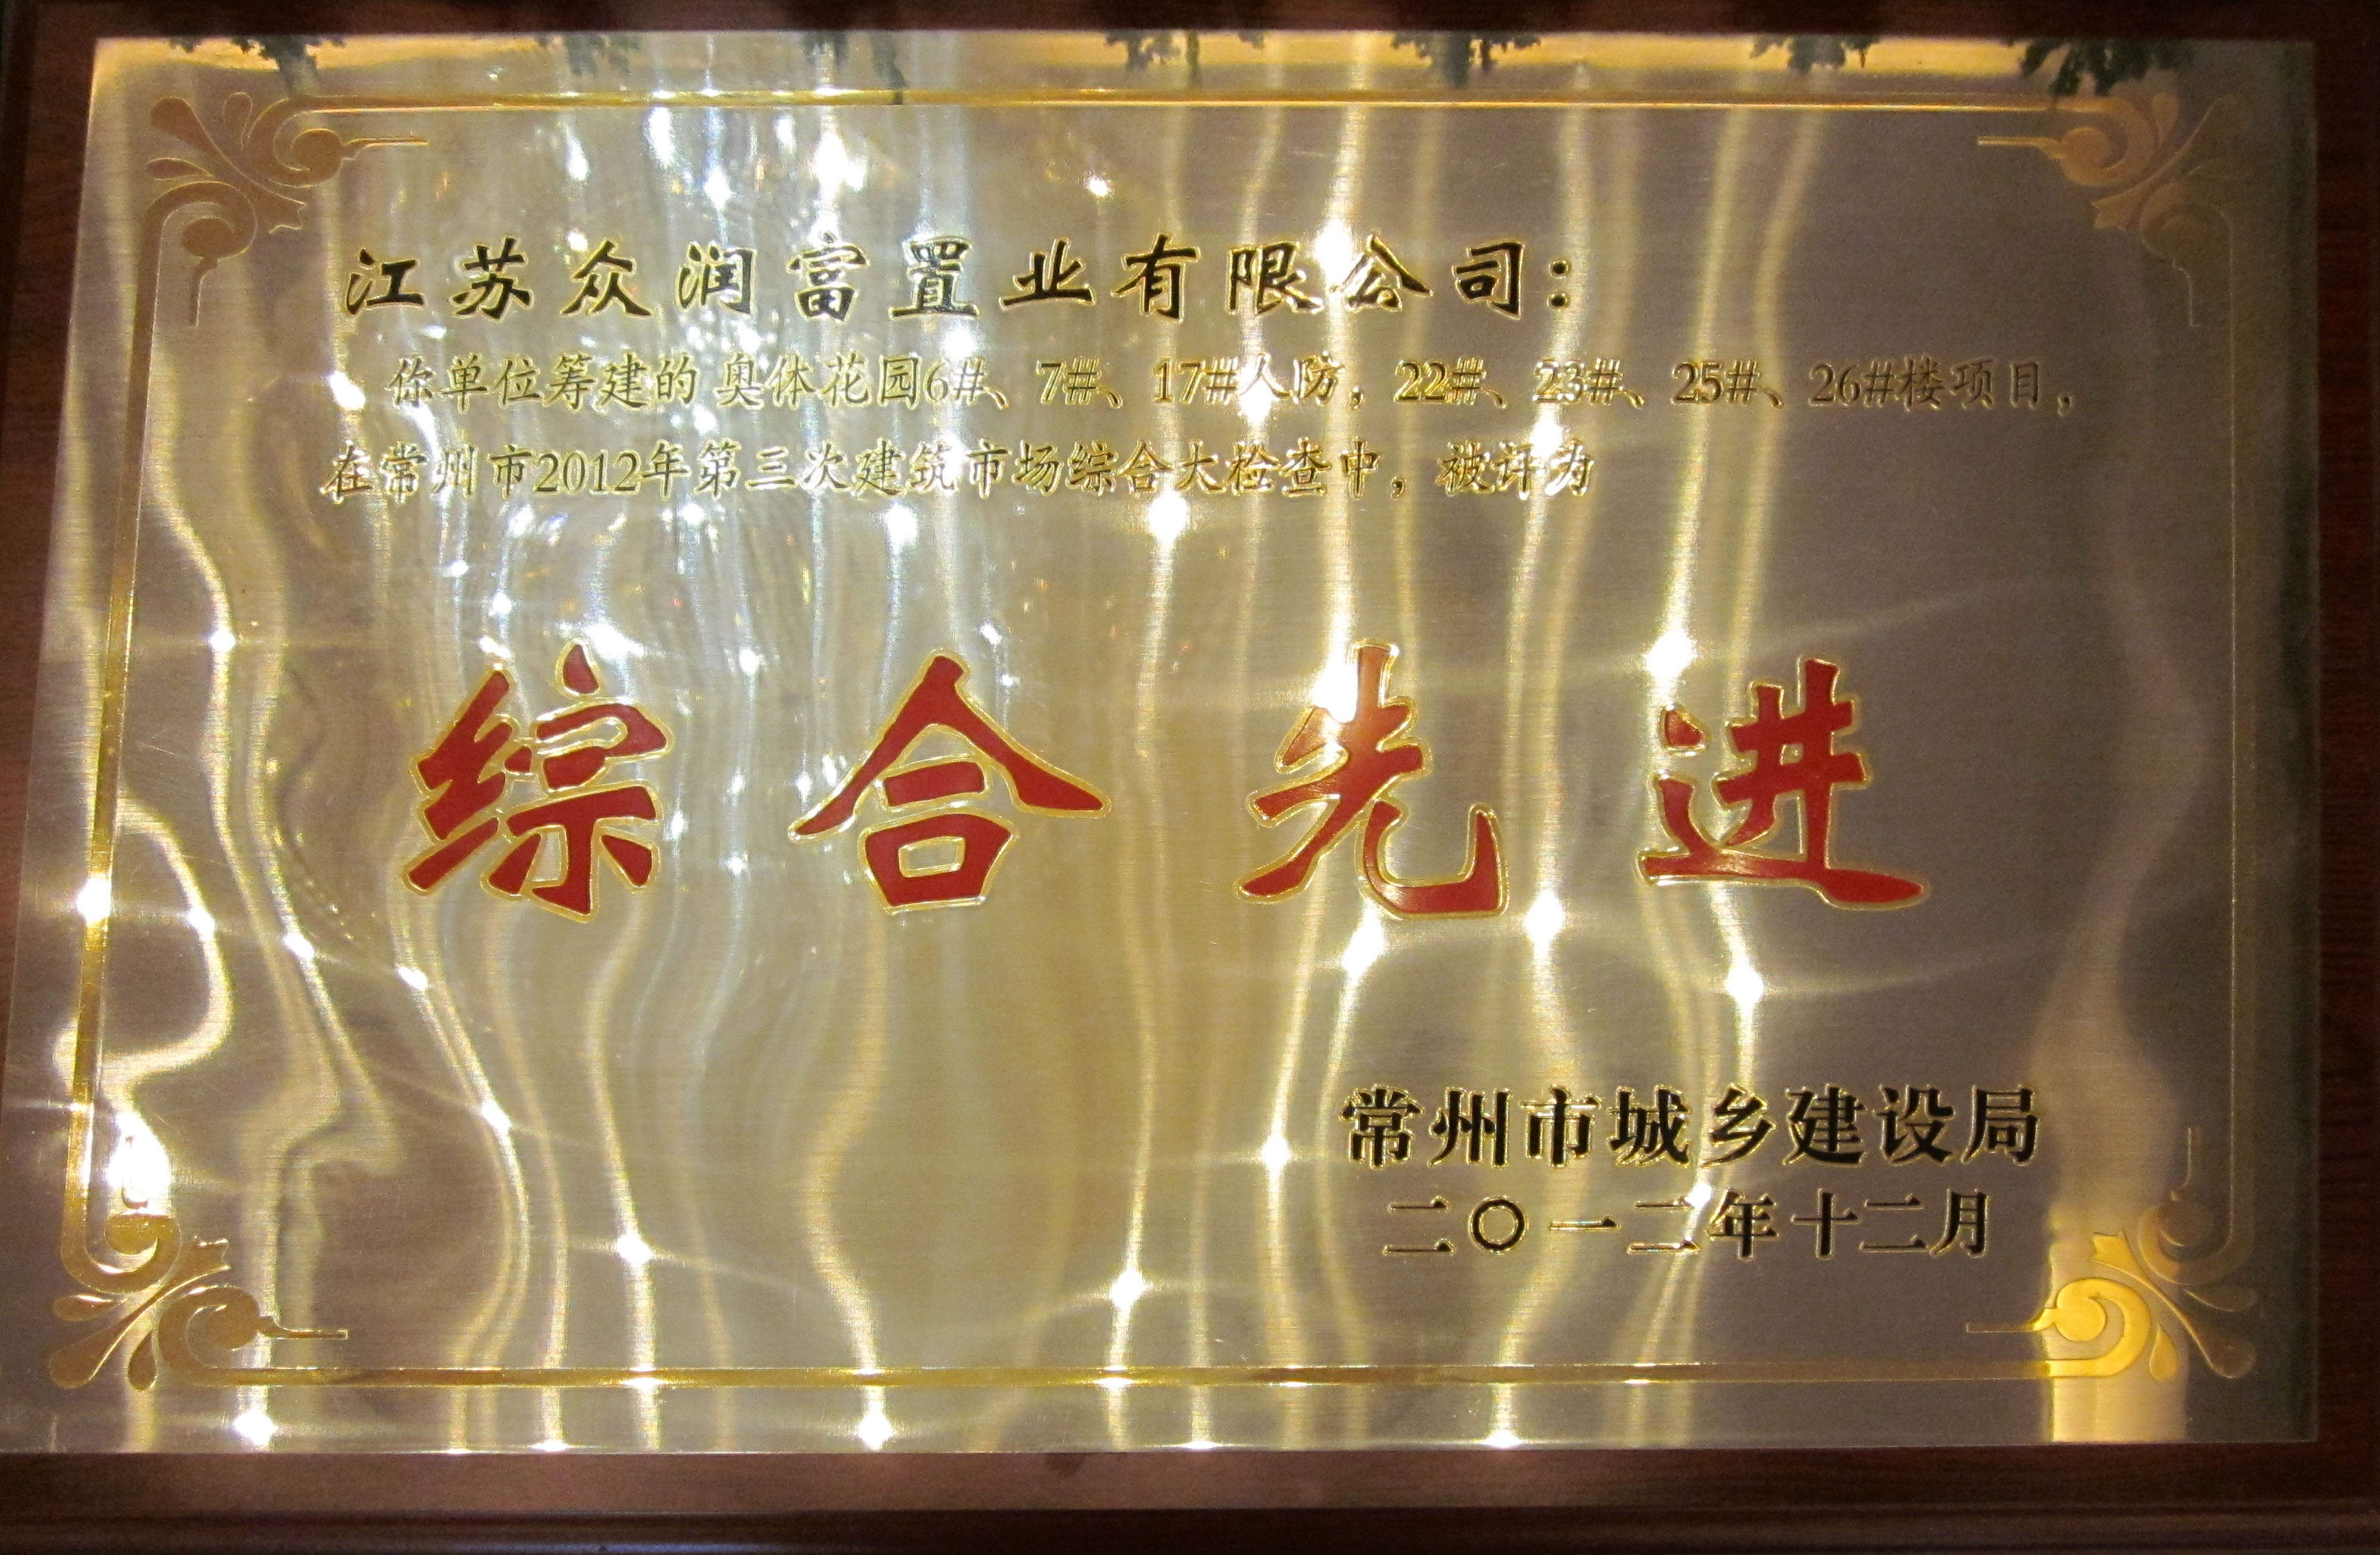 江苏众润富置业有限公司：
你单位筹建的 奥体花园6#、7#、17#人防，22#、23#、25#、26#楼项目，
在常州市2012年第三次建筑市场综合大检查中，被评为
综合先进
常州市城乡建设局
二〇一二年十二月